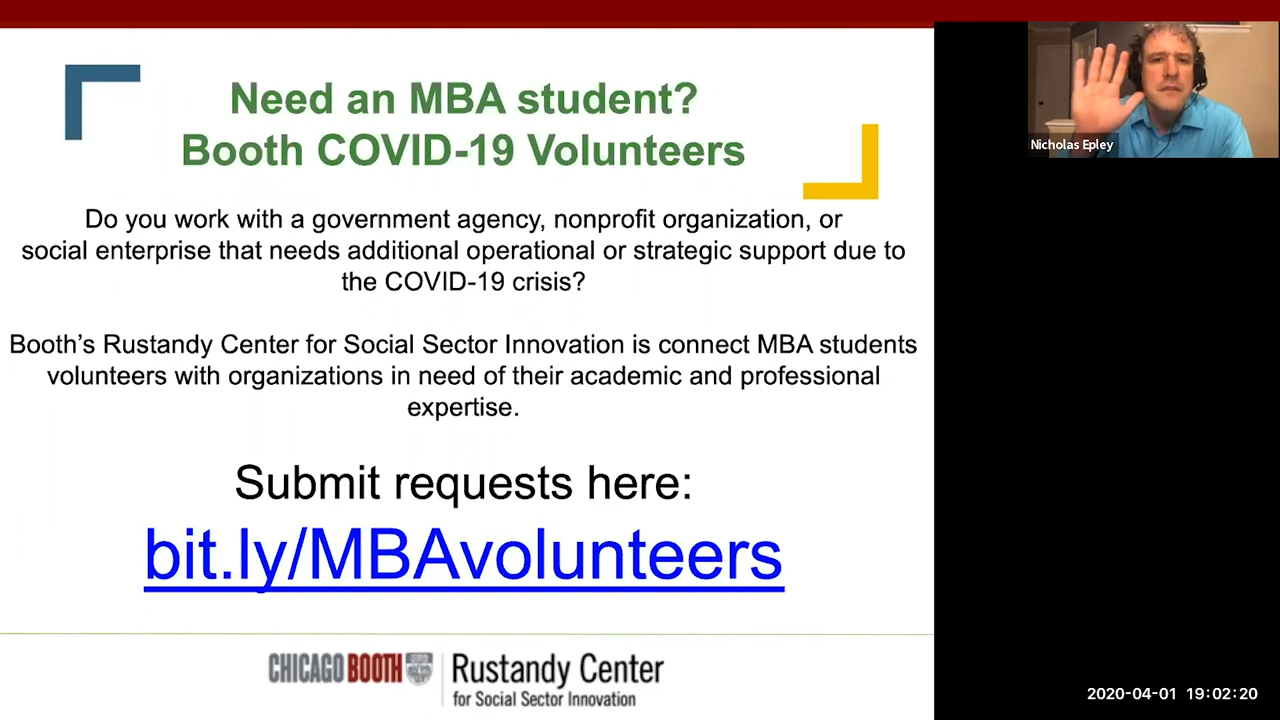 Need an MBA student?
Booth COVID-19 Volunteers
Do you work with a government agency, nonprofit organization, or
social enterprise that needs additional operational or strategic support due to
the COVID-19 crisis?
Booth’s Rustandy Center for Social Sector Innovation is connect MBA students
volunteers with organizations in need of their academic and professional
expertise.
Submit requests here:
bit.ly/MBAvolunteers
CHICAGO BOOTH
Rustandy Center
for Social Sector Innovation
Nicholas Epley
2020-04-01 19:02:20